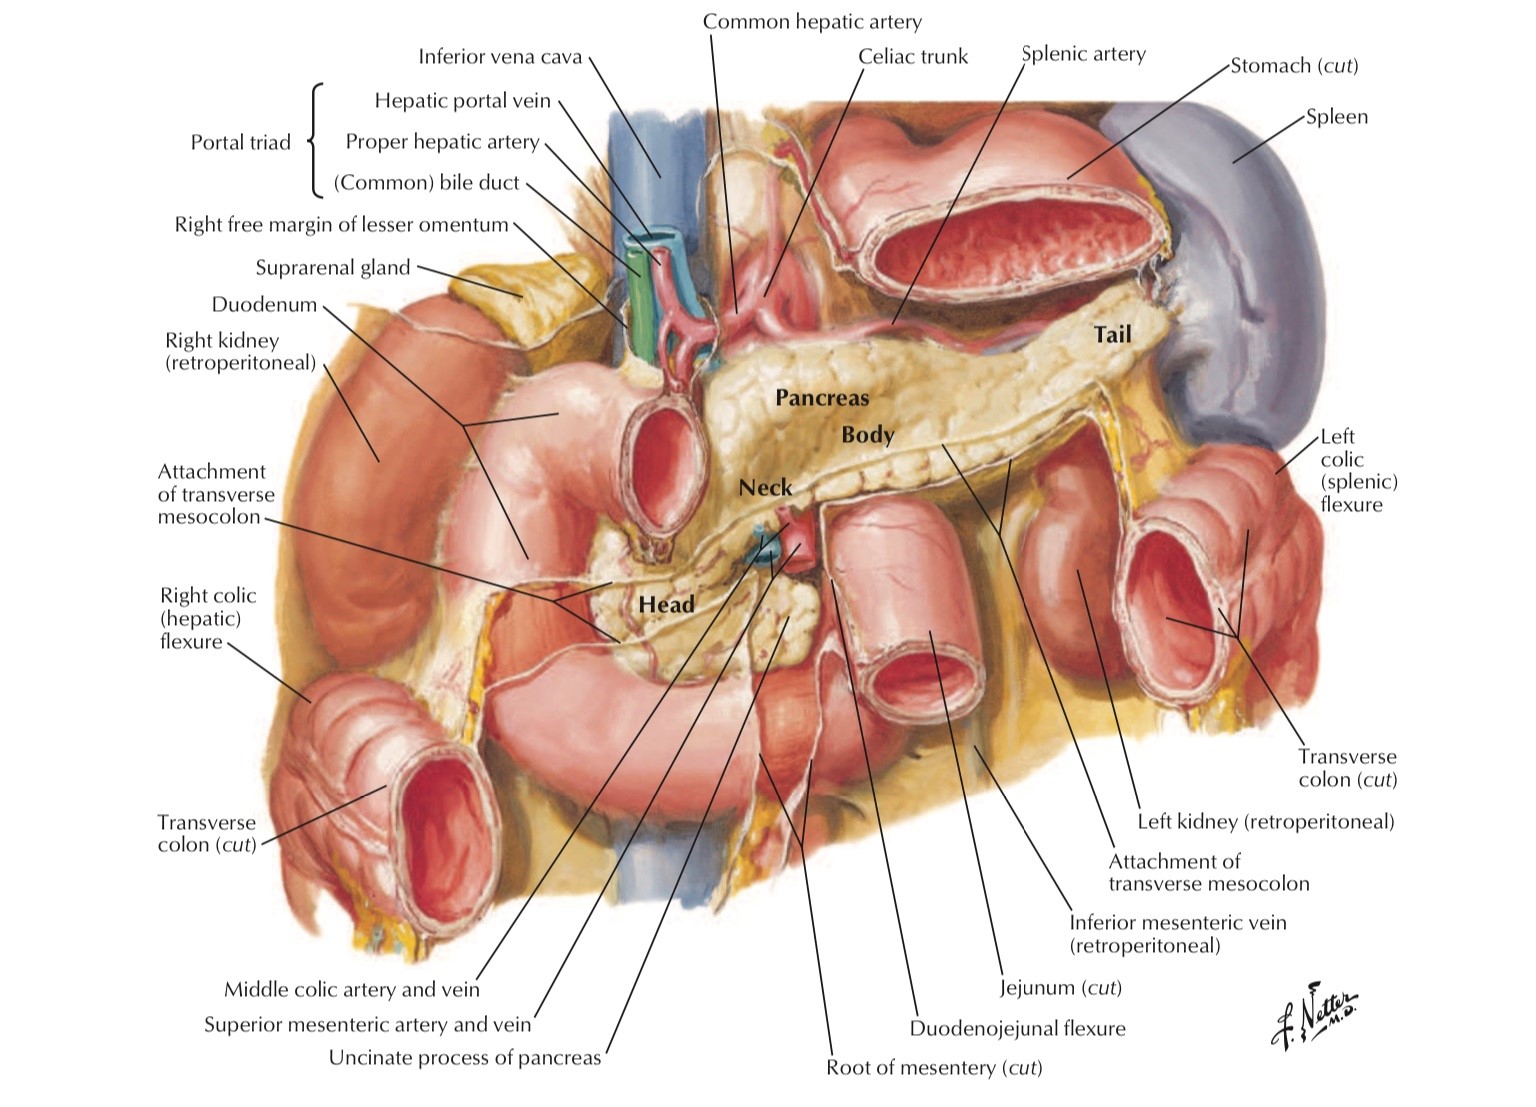 Common hepatic artery
Inferior vena cava
Celiac trunk
Splenic artery
Stomach (cut)
Hepatic portal vein
Spleen
Portal triad
Proper hepatic artery
(Common) bile duct
Right free margin of lesser omentum
Suprarenal gland
Duodenum
Right kidney
(retroperitoneal)
Tail
Pancreas
Body
Neck
Head
Left
colic
(splenic)
flexure
Attachment
of transverse
mesocolon
Right colic
(hepatic)
flexure
Transverse
colon (cut)
Transverse
colon (cut)
Left kidney (retroperitoneal)
Attachment of
transverse mesocolon
Inferior mesenteric vein
(retroperitoneal)
Middle colic artery and vein
Jejunum (cut)
Superior mesenteric artery and vein
Duodenojejunal flexure
Uncinate process of pancreas
Root of mesentery (cut)
F. Netter
M.D.